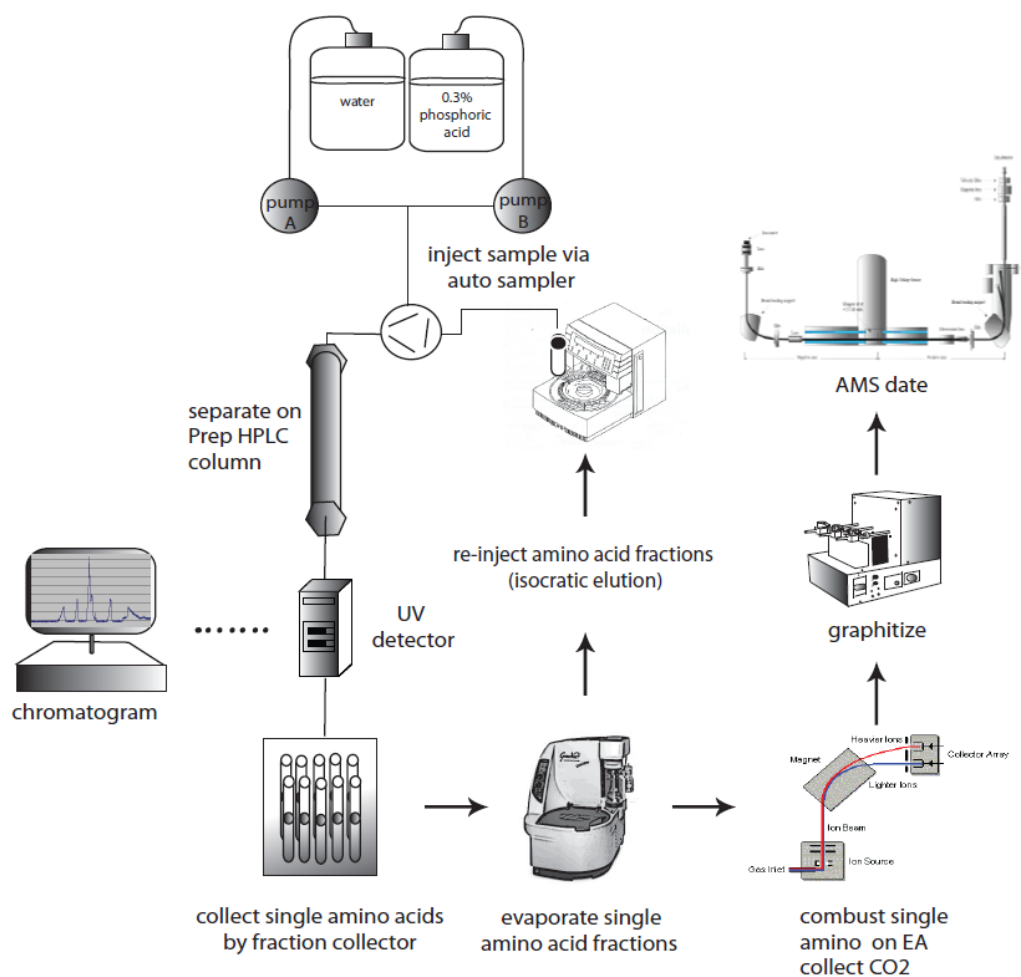 water
0.3%
phosphoric
acid
pump
A
pump
B
inject sample via
auto sampler
separate on
Prep HPLC
column
AMS date
re-inject amino acid fractions
(isocratic elution)
UV
detector
chromatogram
graphitize
Heavier Ions
Magnet
Collector Array
Lighter Ions
Ion Beam
Ion Source
Gas Inlet
collect single amino acids
by fraction collector
evaporate single
amino acid fractions
combust single
amino on EA
collect CO2